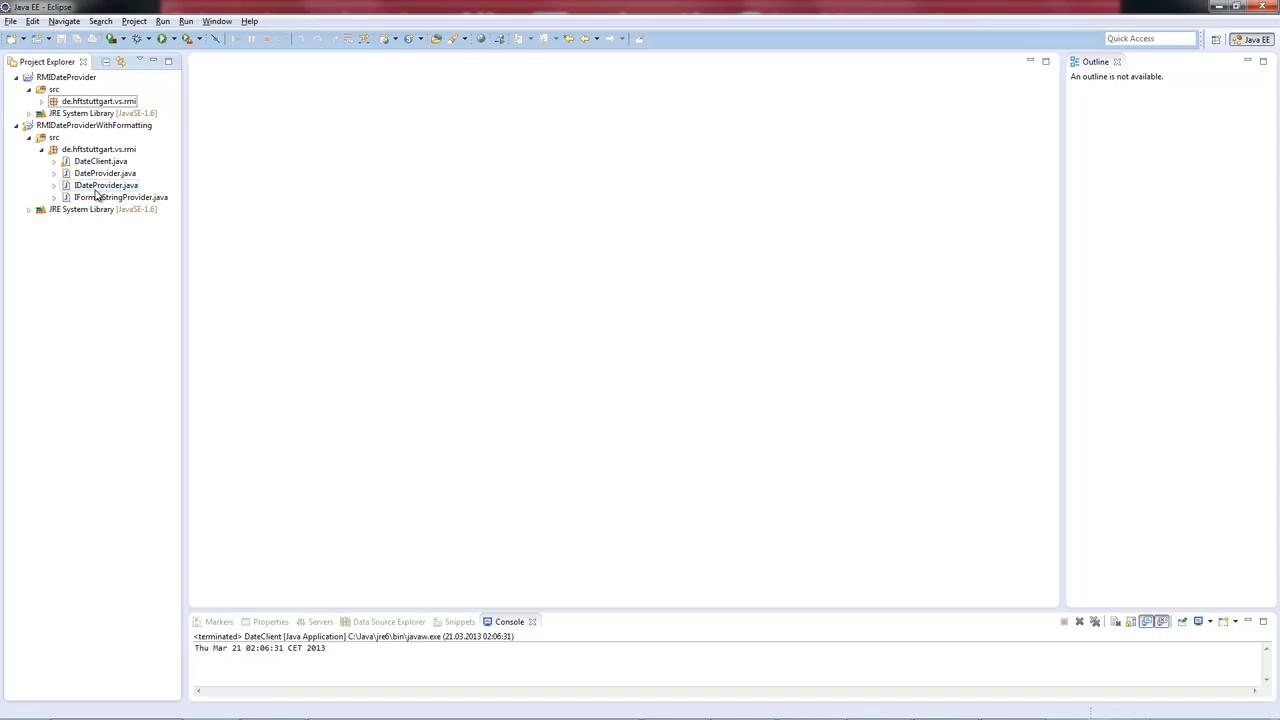 Java EE - Eclipse
File Edit Navigate Search Project Run Run Window Help
Quick Access
Java EE
Project Explorer
RMIDateProvider
src
de.hftstuttgart.vs.rmi
JRE System Library [JavaSE-1.6]
RMIDateProviderWithFormatting
src
de.hftstuttgart.vs.rmi
DateClient.java
DateProvider.java
IDateProvider.java
IFormatStringProvider.java
JRE System Library [JavaSE-1.6]
Outline
An outline is not available.
Markers Properties Servers Data Source Explorer Snippets Console
<terminated> DateClient [Java Application] C:\Java\jre6\bin\javaw.exe (21.03.2013 02:06:31)
Thu Mar 21 02:06:31 CET 2013